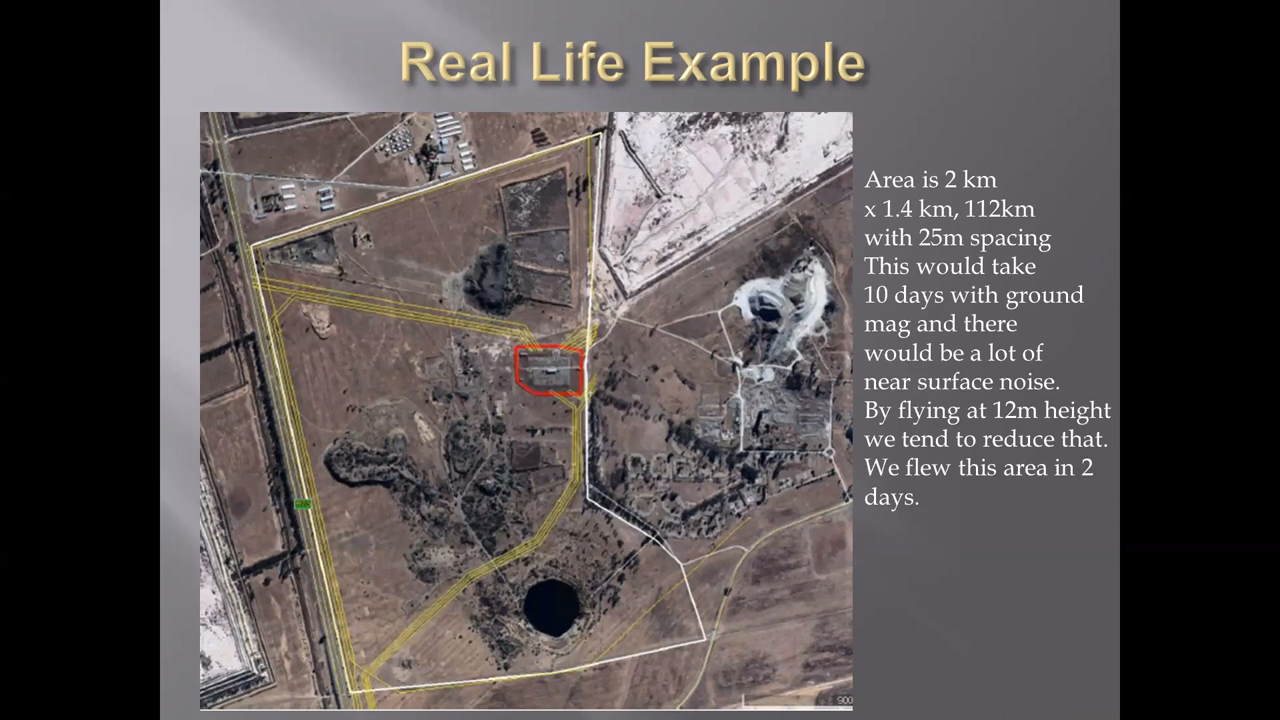 Real Life Example
Area is 2 km
x 1.4 km, 112km
with 25m spacing
This would take
10 days with ground
mag and there
would be a lot of
near surface noise.
By flying at 12m height
we tend to reduce that.
We flew this area in 2
days.
900